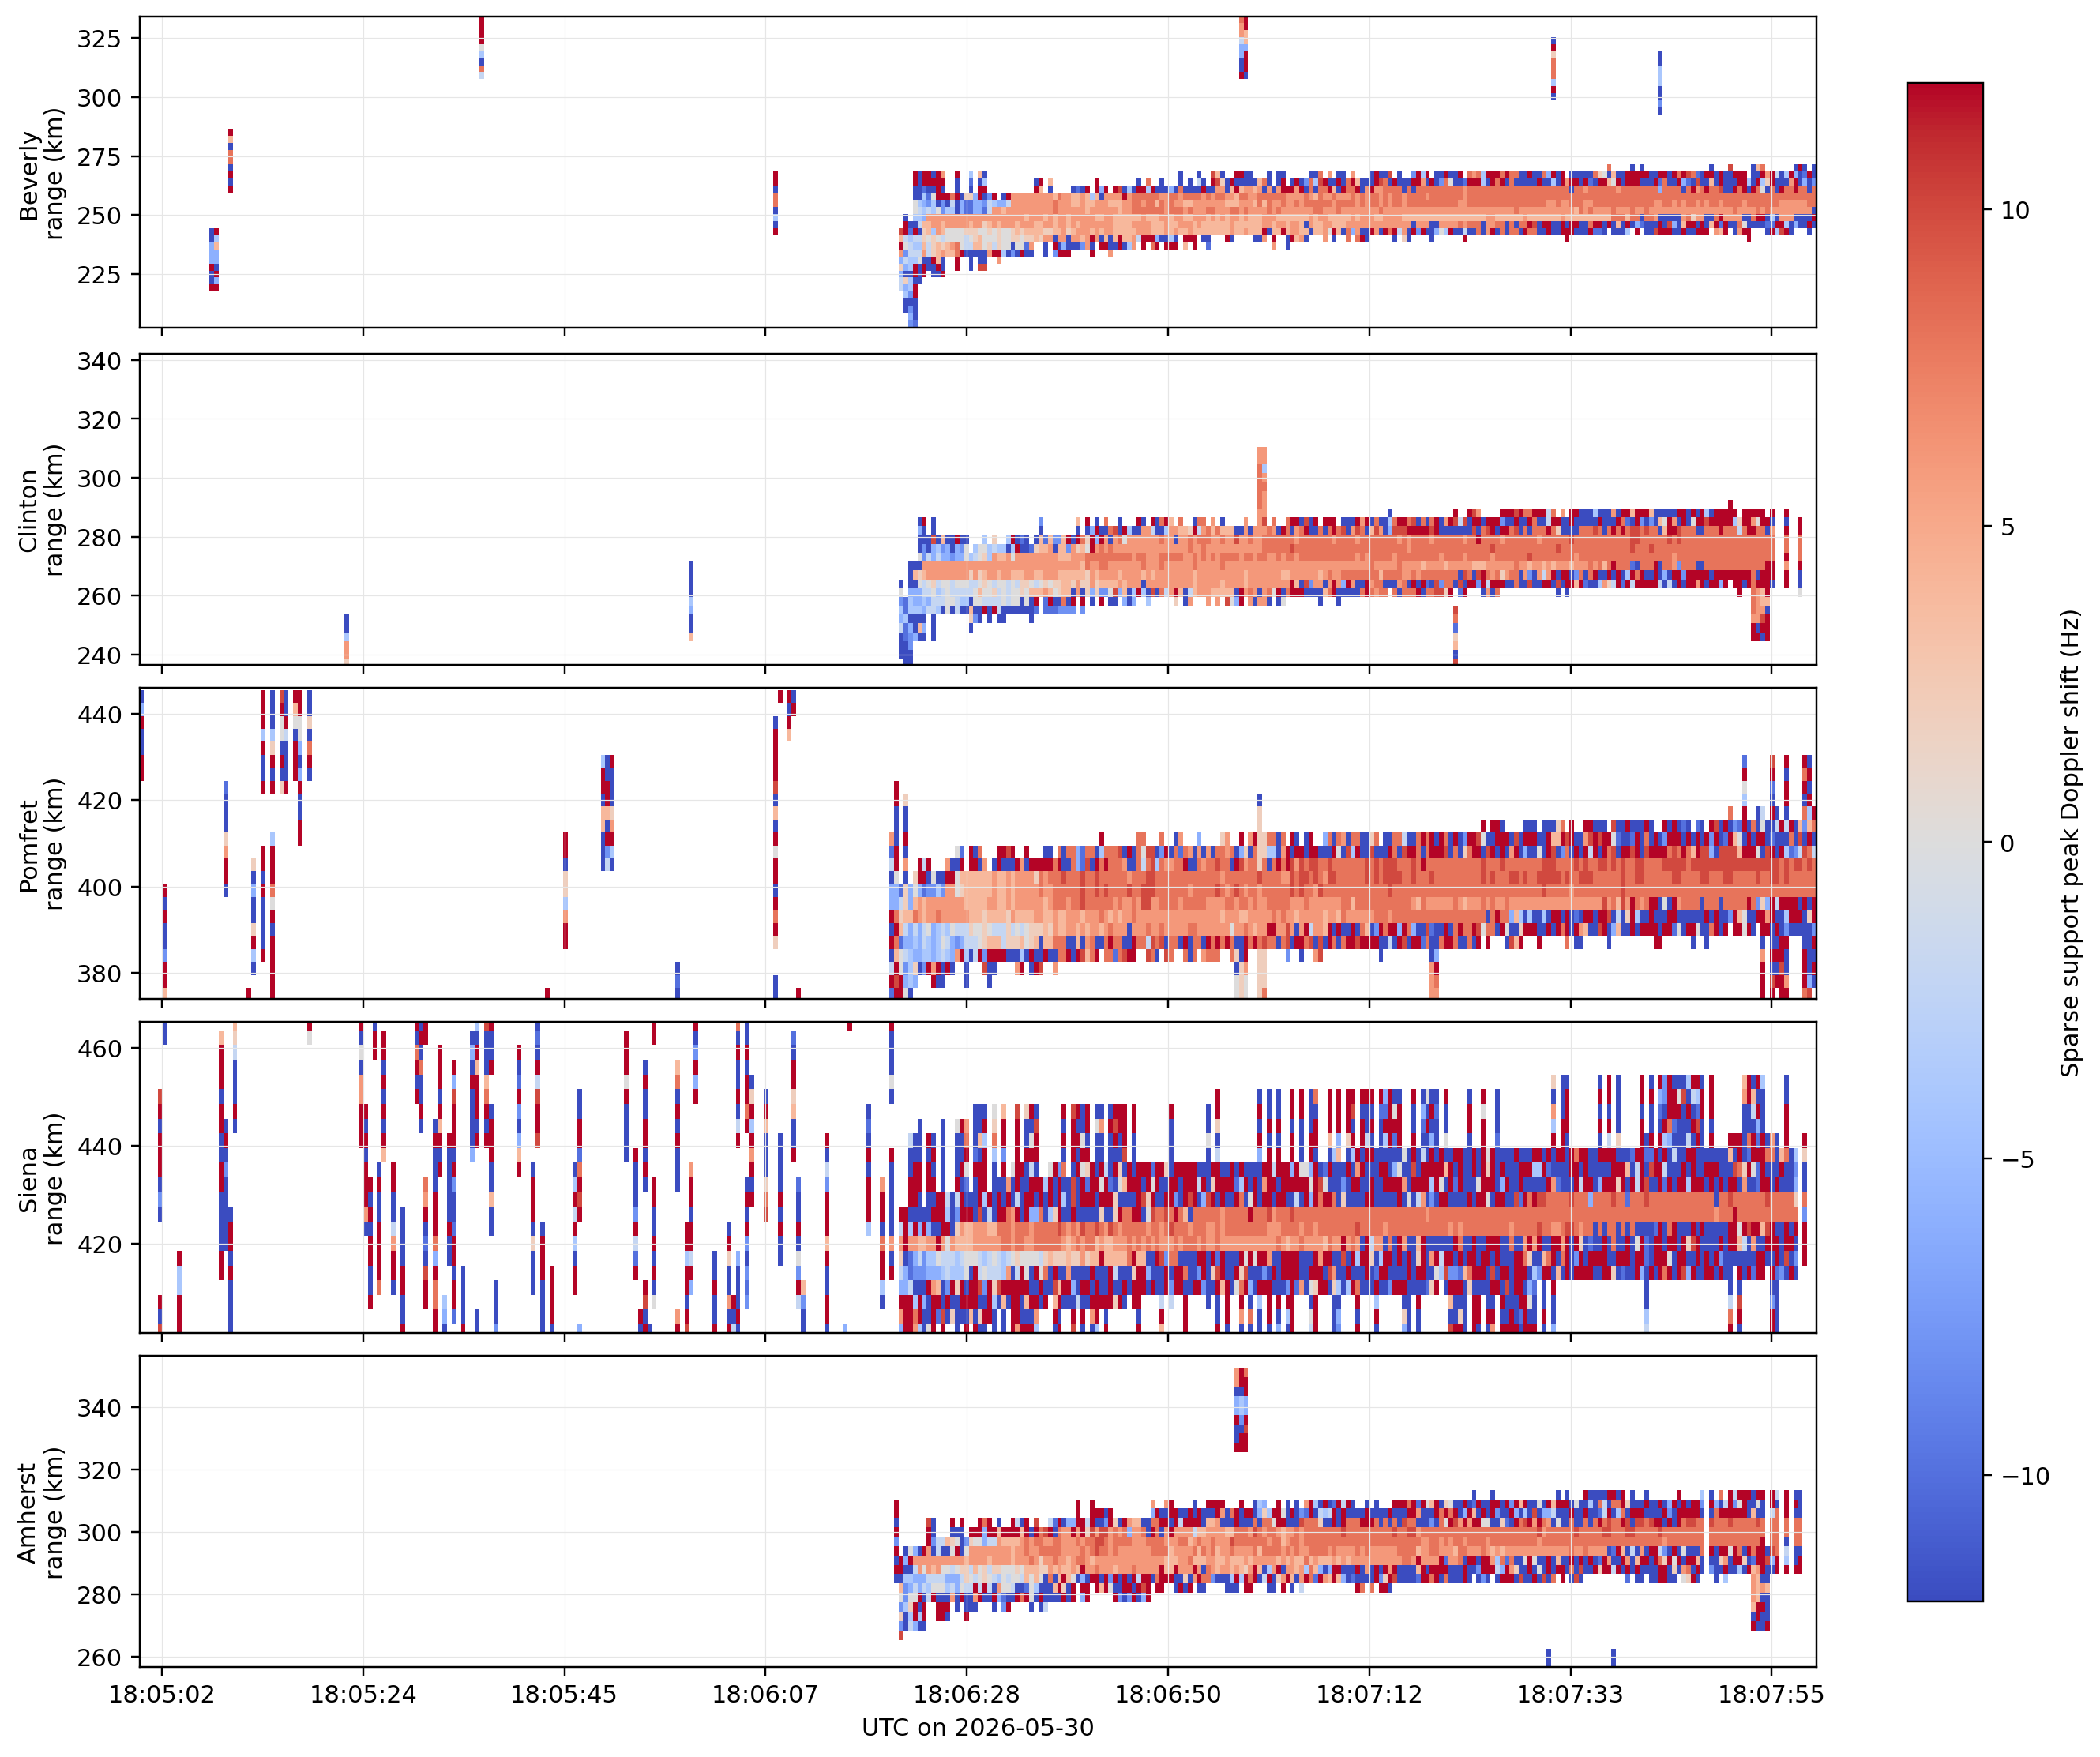 325
300
275
250
225
Beverly
range (km)
340
320
300
280
260
240
Clinton
range (km)
440
420
400
380
Pomfret
range (km)
460
440
420
Siena
range (km)
340
320
300
280
260
Amherst
range (km)
18:05:02 18:05:24 18:05:45 18:06:07 18:06:28 18:06:50 18:07:12 18:07:33 18:07:55
UTC on 2026-05-30
10
5
0
−5
−10
Sparse support peak Doppler shift (Hz)